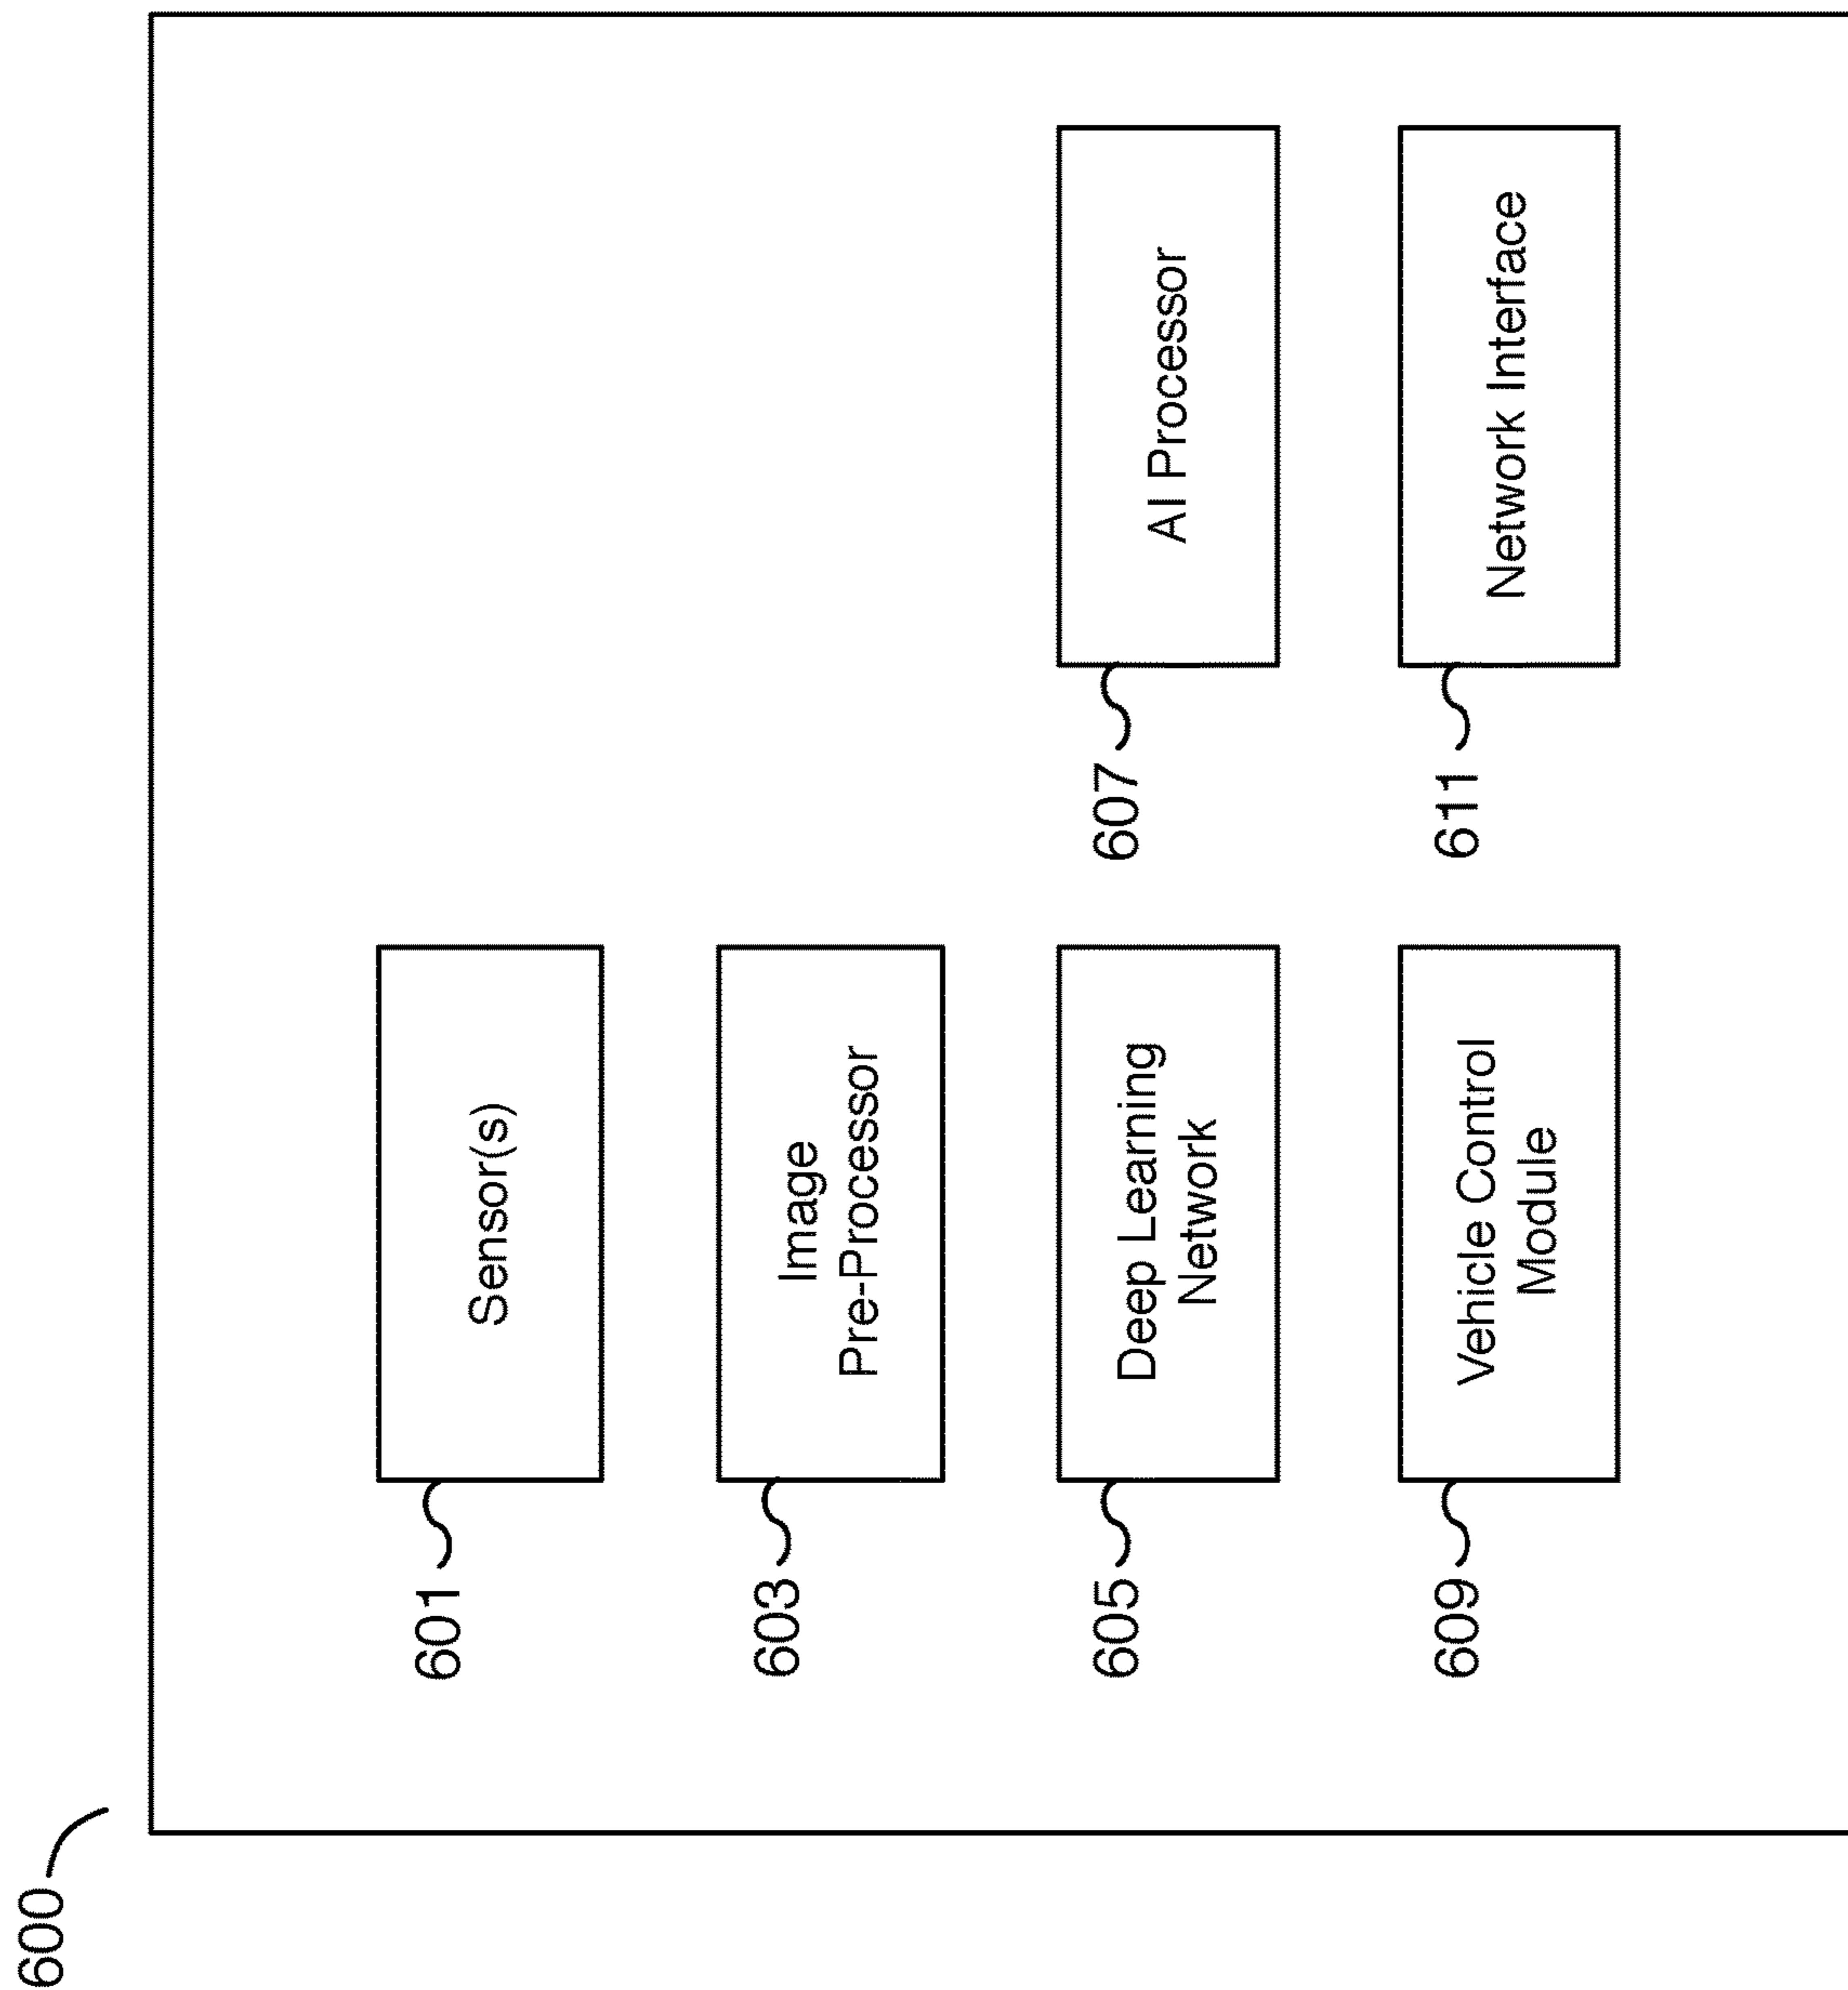 600
601
Sensor(s)
603
Image
Pre-Processor
605
Deep Learning
Network
607
AI Processor
609
Vehicle Control
Module
611
Network Interface